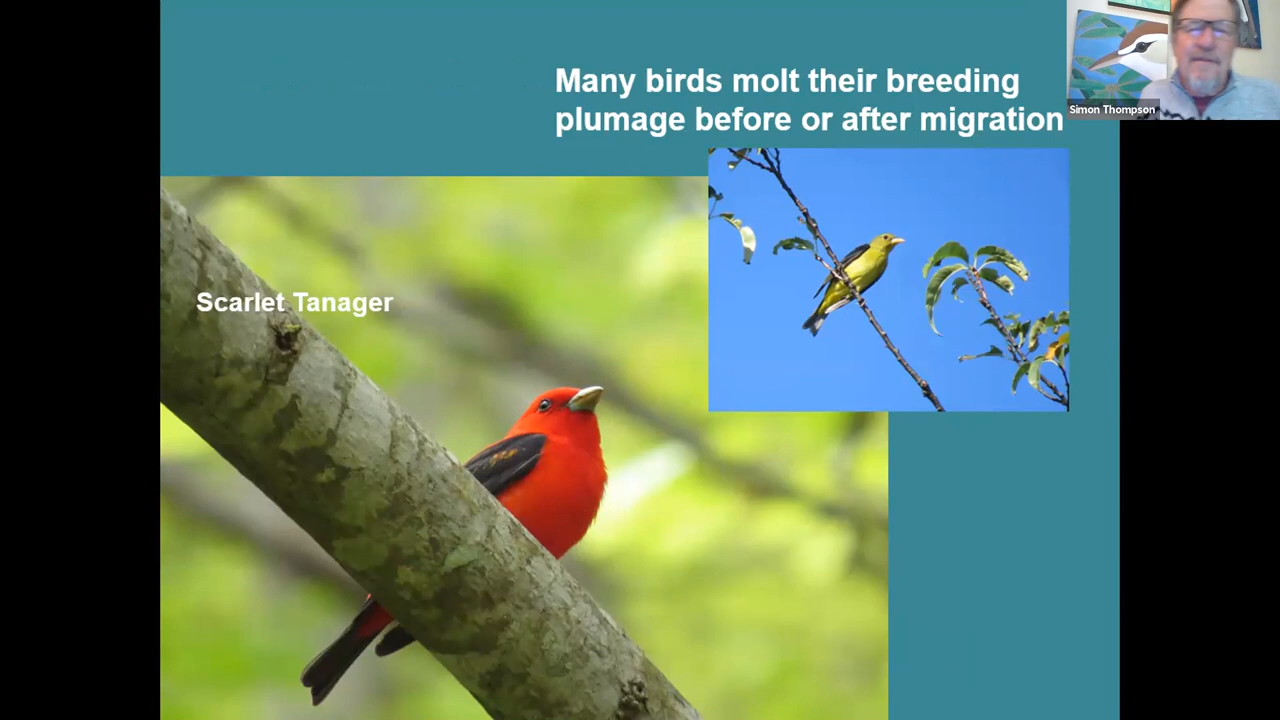 Many birds molt their breeding
plumage before or after migration
Simon Thompson
Scarlet Tanager